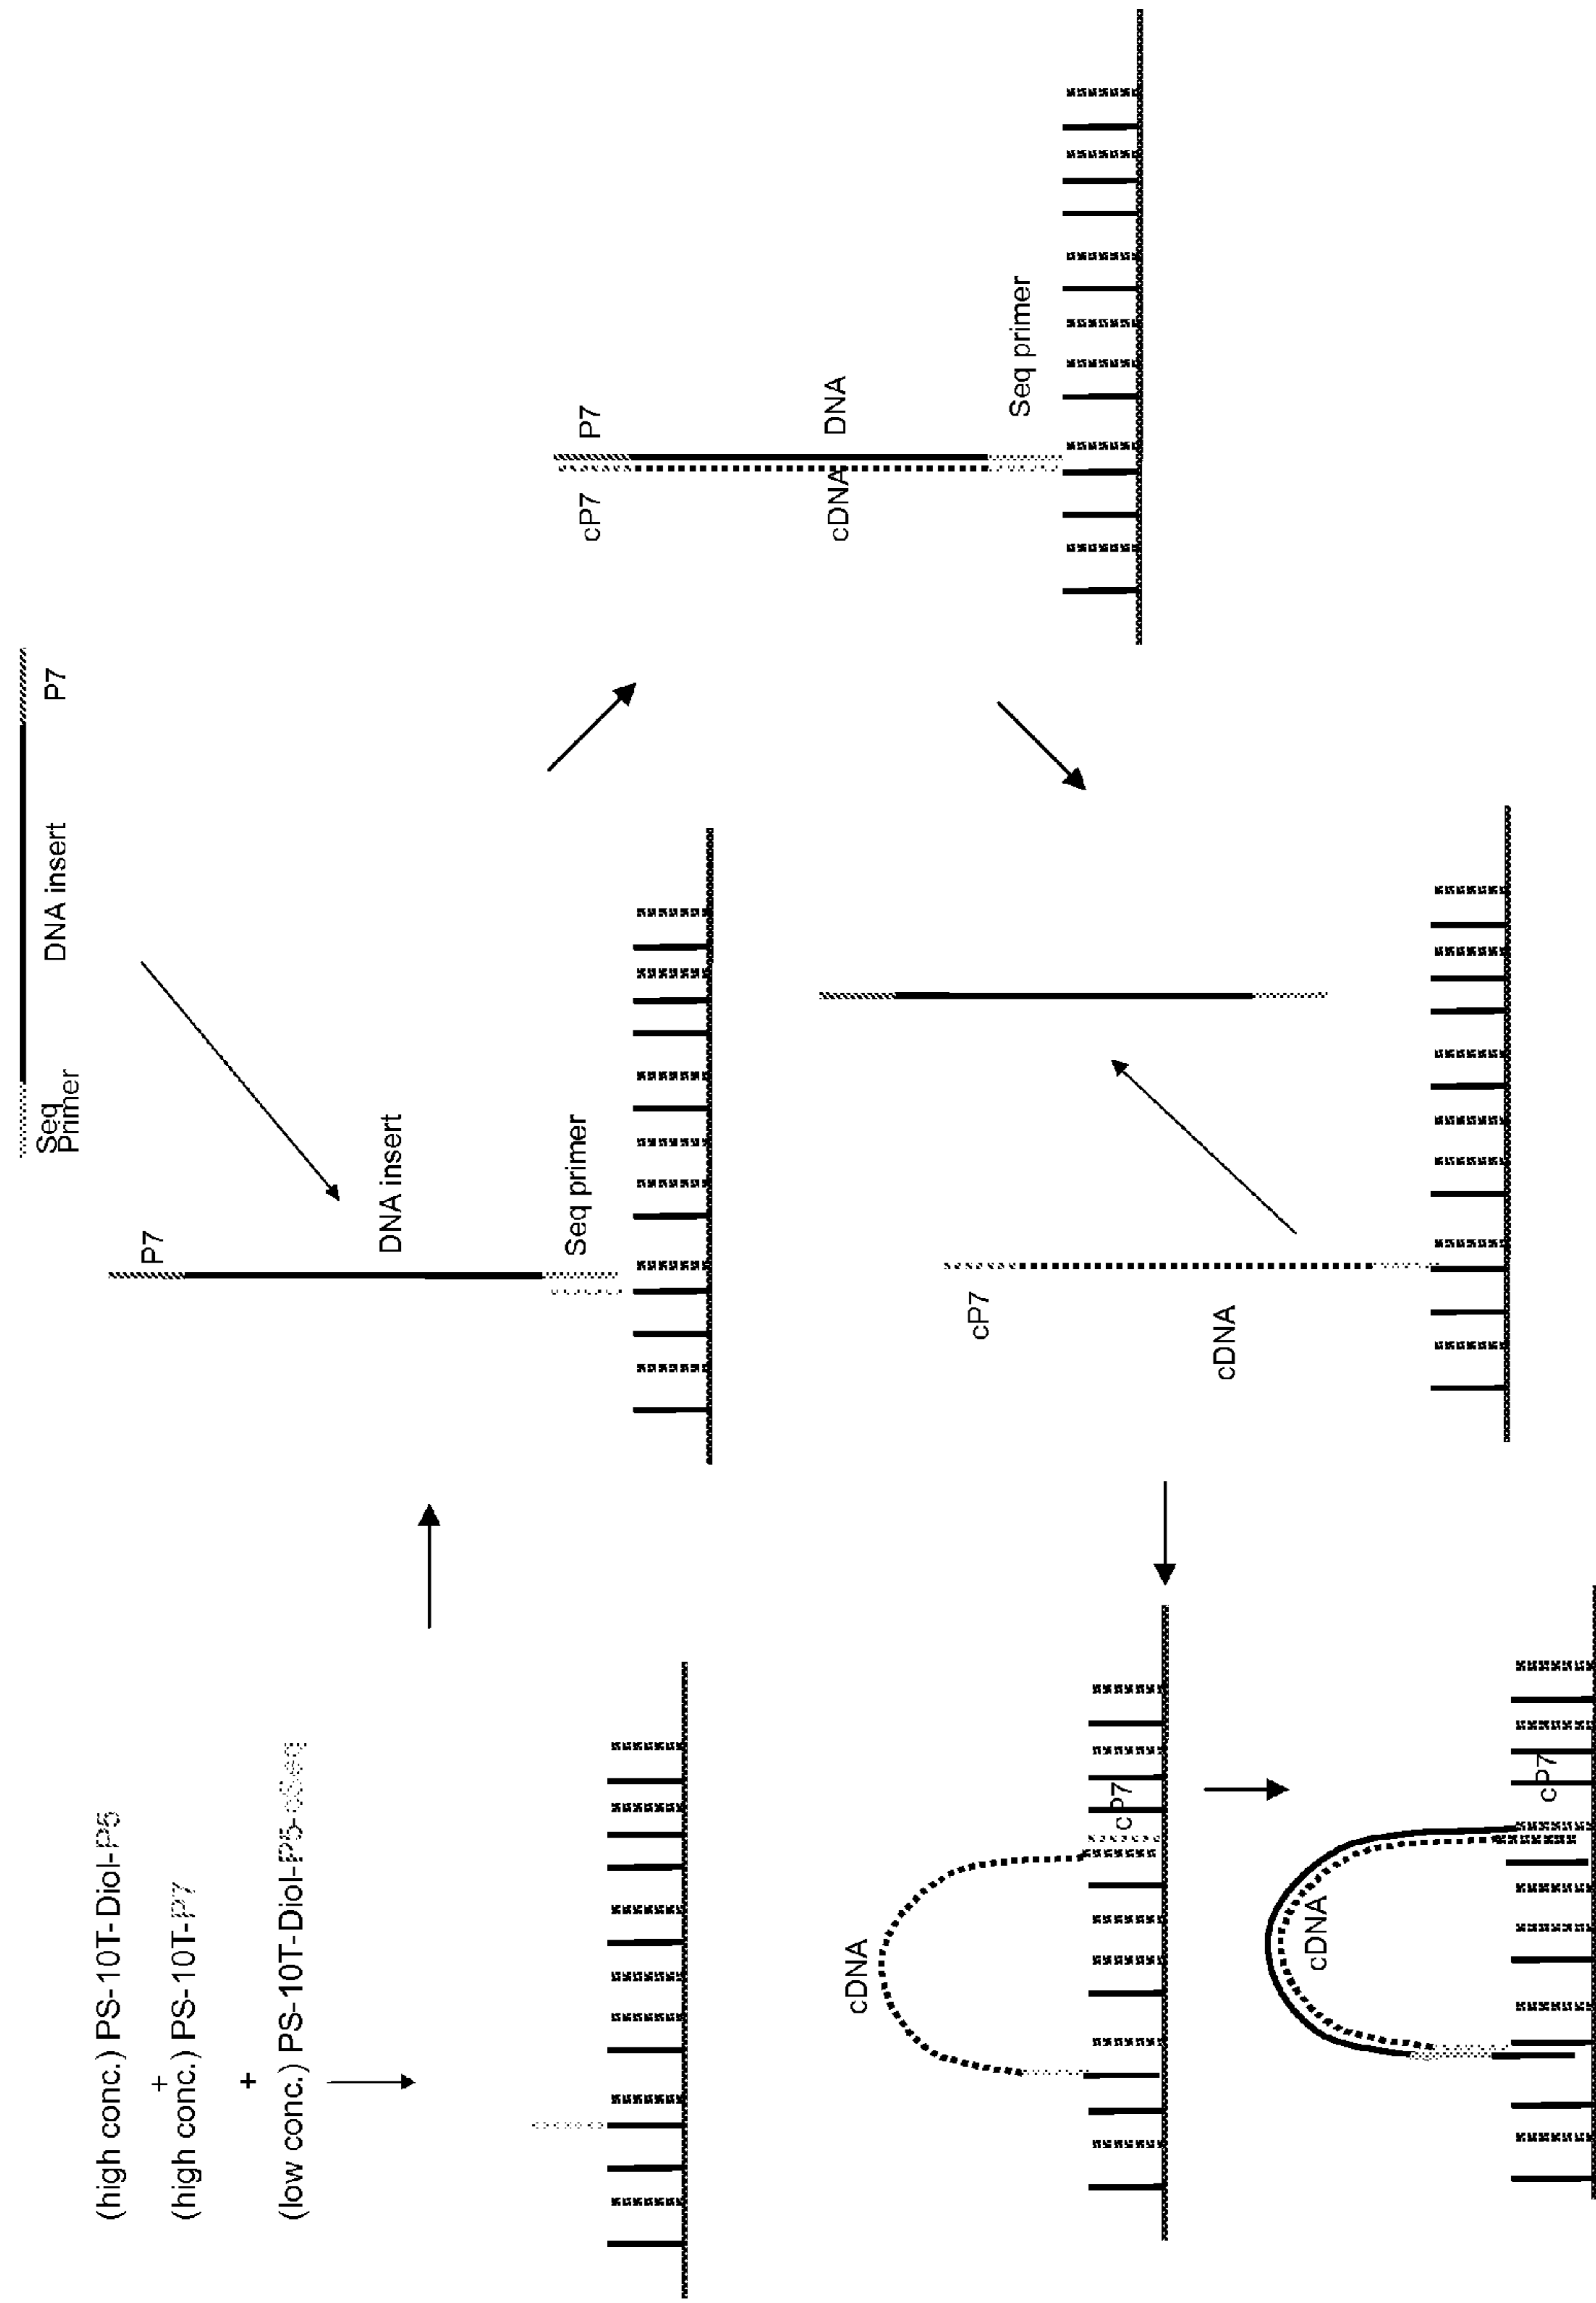 (high conc.) PS-10T-Diol-P5
+
(high conc.) PS-10T-P7
+
(low conc.) PS-10T-Diol-P5-cSeq
Seq
Primer
DNA insert
P7
P7
DNA insert
Seq primer
cP7
P7
cDNA
DNA
Seq primer
cP7
cDNA
cDNA
cP7
cDNA
cP7